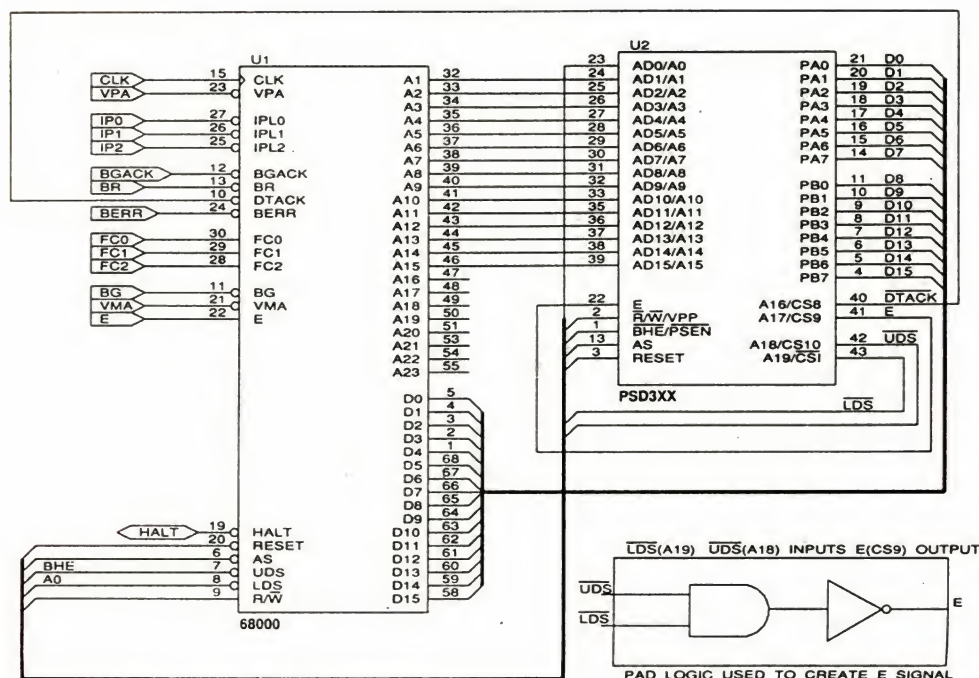 U1
CLK 15 CLK
VPA 23 VPA
IP0 27 IPL0
IP1 26 IPL1
IP2 25 IPL2
BGACK 12 BGACK
BR 13 BR
10 DTACK
BERR 24 BERR
FC0 30 FC0
FC1 29 FC1
FC2 28 FC2
BG 11 BG
VMA 21 VMA
E 22 E
HALT 19 HALT
20 RESET
6 AS
BHE 7 UDS
A0 8 LDS
9 R/W̅
A1 32
A2 33
A3 34
A4 35
A5 36
A6 37
A7 38
A8 39
A9 40
A10 41
A11 42
A12 43
A13 44
A14 45
A15 46
A16 47
A17 48
A18 49
A19 50
A20 51
A21 53
A22 54
A23 55
D0 5
D1 4
D2 3
D3 2
D4 1
D5 68
D6 67
D7 66
D8 65
D9 64
D10 63
D11 62
D12 61
D13 60
D14 59
D15 58
68000
U2
23 AD0/A0
24 AD1/A1
25 AD2/A2
26 AD3/A3
27 AD4/A4
28 AD5/A5
29 AD6/A6
30 AD7/A7
31 AD8/A8
32 AD9/A9
33 AD10/A10
35 AD11/A11
36 AD12/A12
37 AD13/A13
38 AD14/A14
39 AD15/A15
22 E
2 R/W̅/VPP
1 BHE/PSEN
13 AS
3 RESET
PA0 21 D0
PA1 20 D1
PA2 19 D2
PA3 18 D3
PA4 17 D4
PA5 16 D5
PA6 15 D6
PA7 14 D7
PB0 11 D8
PB1 10 D9
PB2 9 D10
PB3 8 D11
PB4 7 D12
PB5 6 D13
PB6 5 D14
PB7 4 D15
A16/CS8 40 DTACK
A17/CS9 41 E
A18/CS10 42 UDS
A19/CSI 43
PSD3XX
LDS
LDS(A19) UDS(A18) INPUTS E(CS9) OUTPUT
UDS
LDS
E
PAD LOGIC USED TO CREATE E SIGNAL